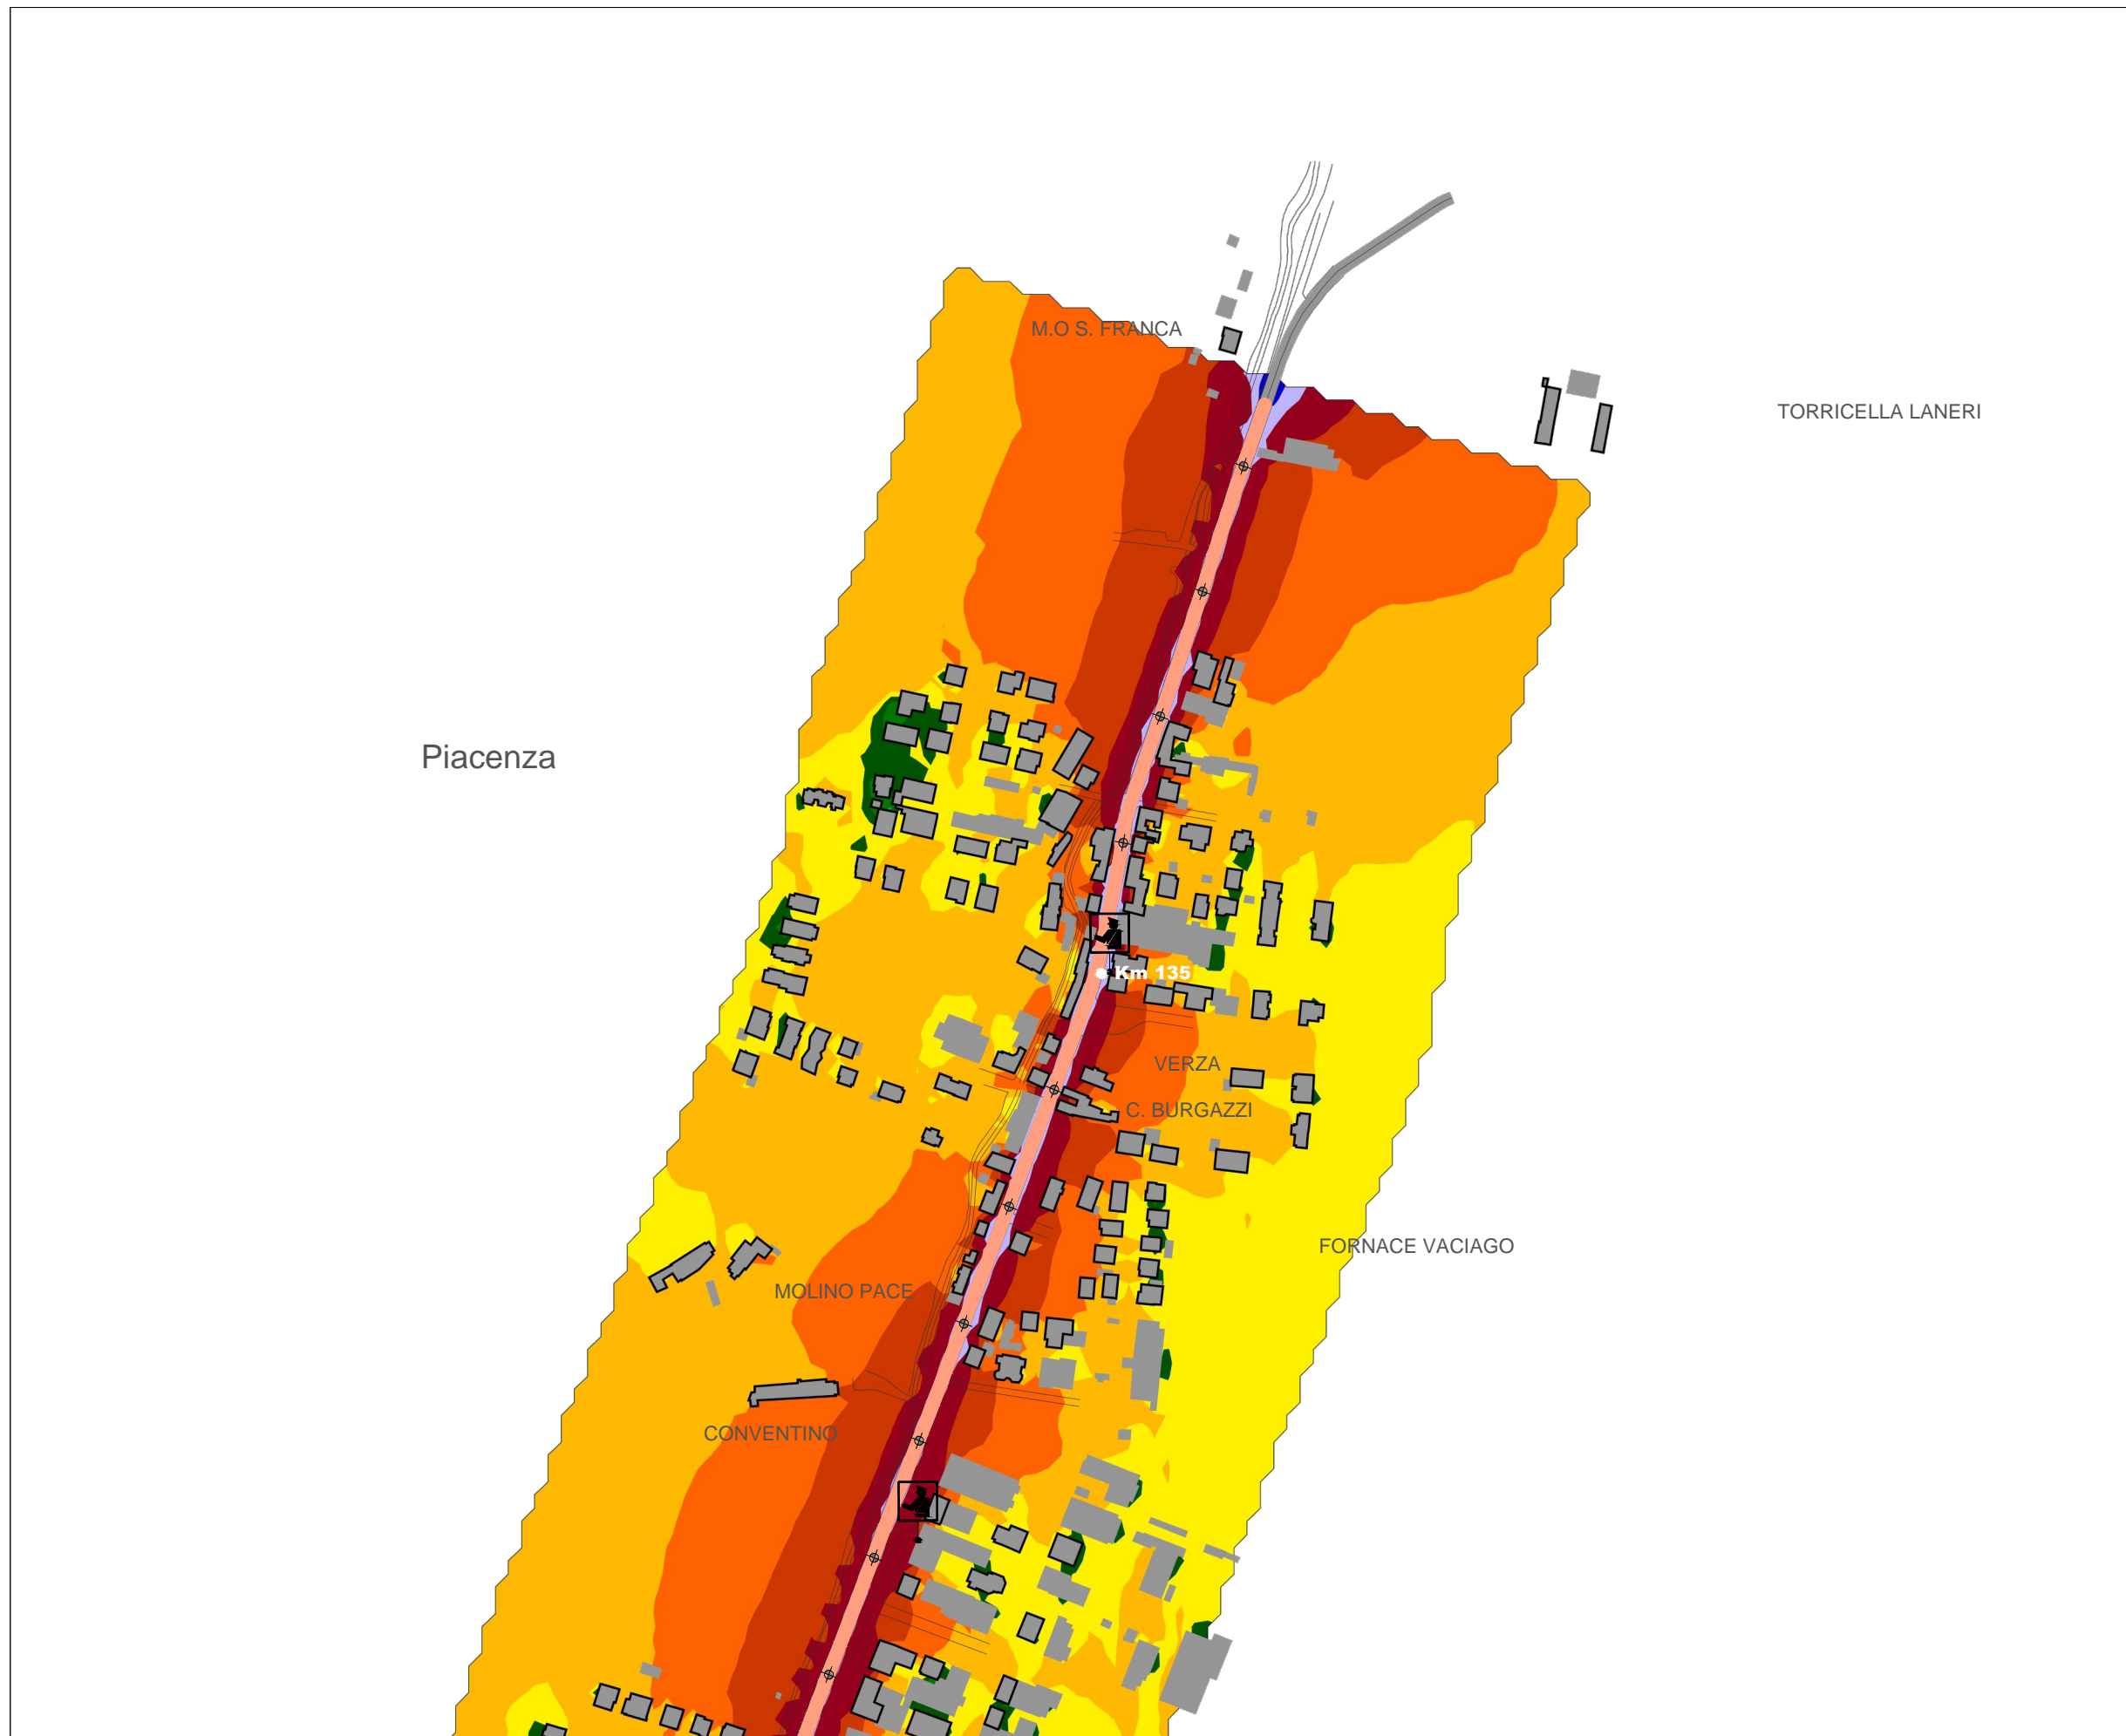 M.O S. FRANCA
TORRICELLA LANERI
Piacenza
Km 135
VERZA
C. BURGAZZI
FORNACE VACIAGO
MOLINO PACE
CONVENTINO